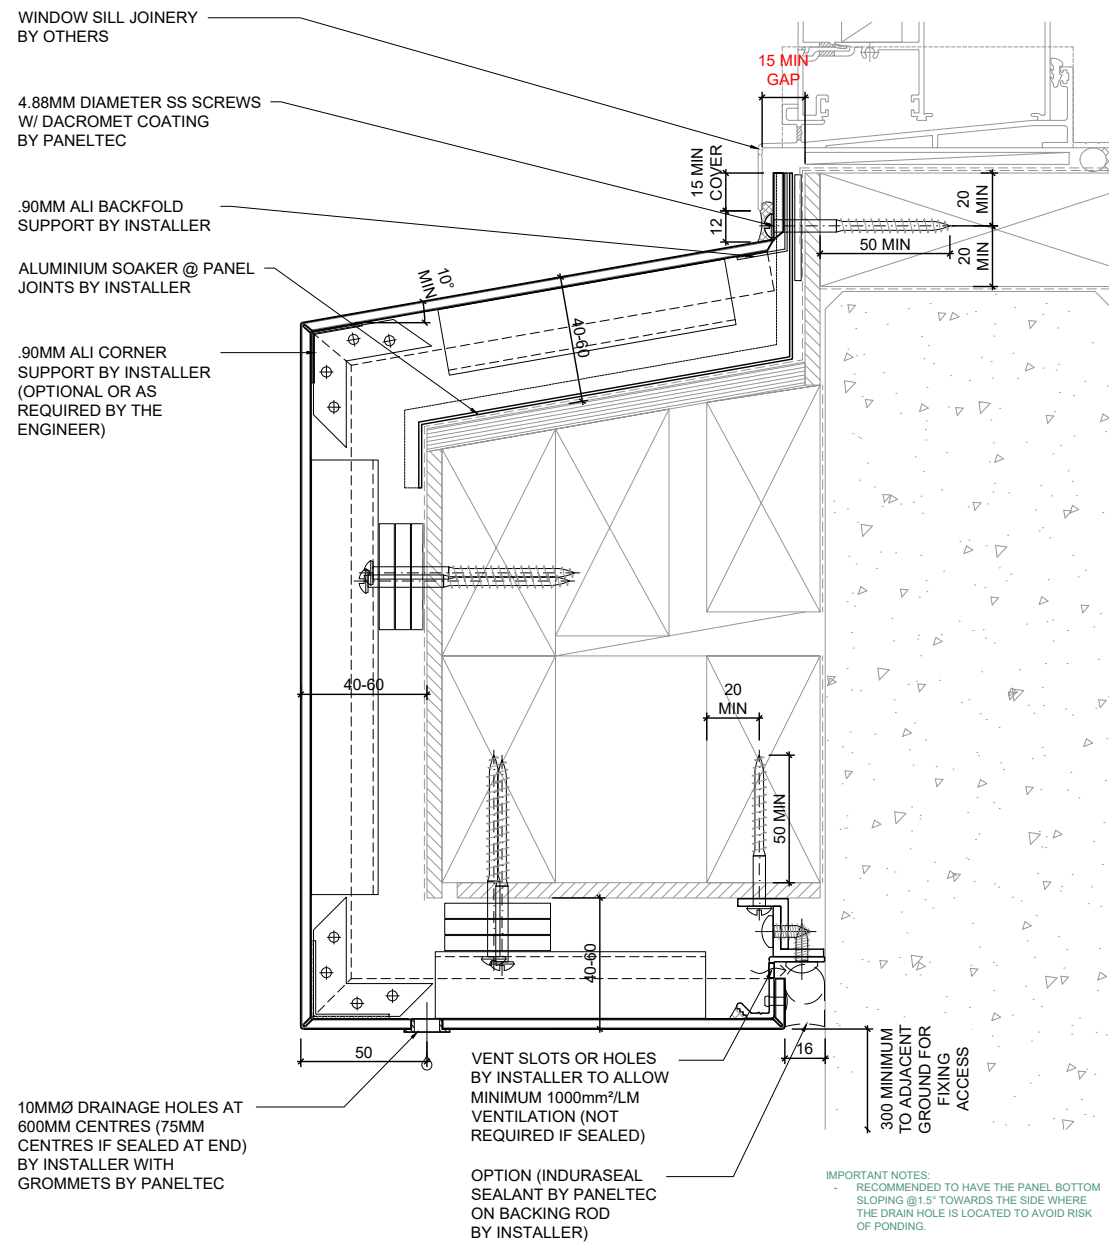 WINDOW SILL JOINERY
BY OTHERS
4.88MM DIAMETER SS SCREWS
W/ DACROMET COATING
BY PANELTEC
.90MM ALI BACKFOLD
SUPPORT BY INSTALLER
ALUMINIUM SOAKER @ PANEL
JOINTS BY INSTALLER
.90MM ALI CORNER
SUPPORT BY INSTALLER
(OPTIONAL OR AS
REQUIRED BY THE
ENGINEER)
15 MIN
GAP
15 MIN
COVER
12
20
MIN
50 MIN
20
MIN
10°
MIN
40-60
40-60
20
MIN
50 MIN
40-60
50
16
300 MINIMUM
TO ADJACENT
GROUND FOR
FIXING
ACCESS
10MMØ DRAINAGE HOLES AT
600MM CENTRES (75MM
CENTRES IF SEALED AT END)
BY INSTALLER WITH
GROMMETS BY PANELTEC
VENT SLOTS OR HOLES
BY INSTALLER TO ALLOW
MINIMUM 1000mm²/LM
VENTILATION (NOT
REQUIRED IF SEALED)
OPTION (INDURASEAL
SEALANT BY PANELTEC
ON BACKING ROD
BY INSTALLER)
IMPORTANT NOTES:
- RECOMMENDED TO HAVE THE PANEL BOTTOM
SLOPING @1.5° TOWARDS THE SIDE WHERE
THE DRAIN HOLE IS LOCATED TO AVOID RISK
OF PONDING.